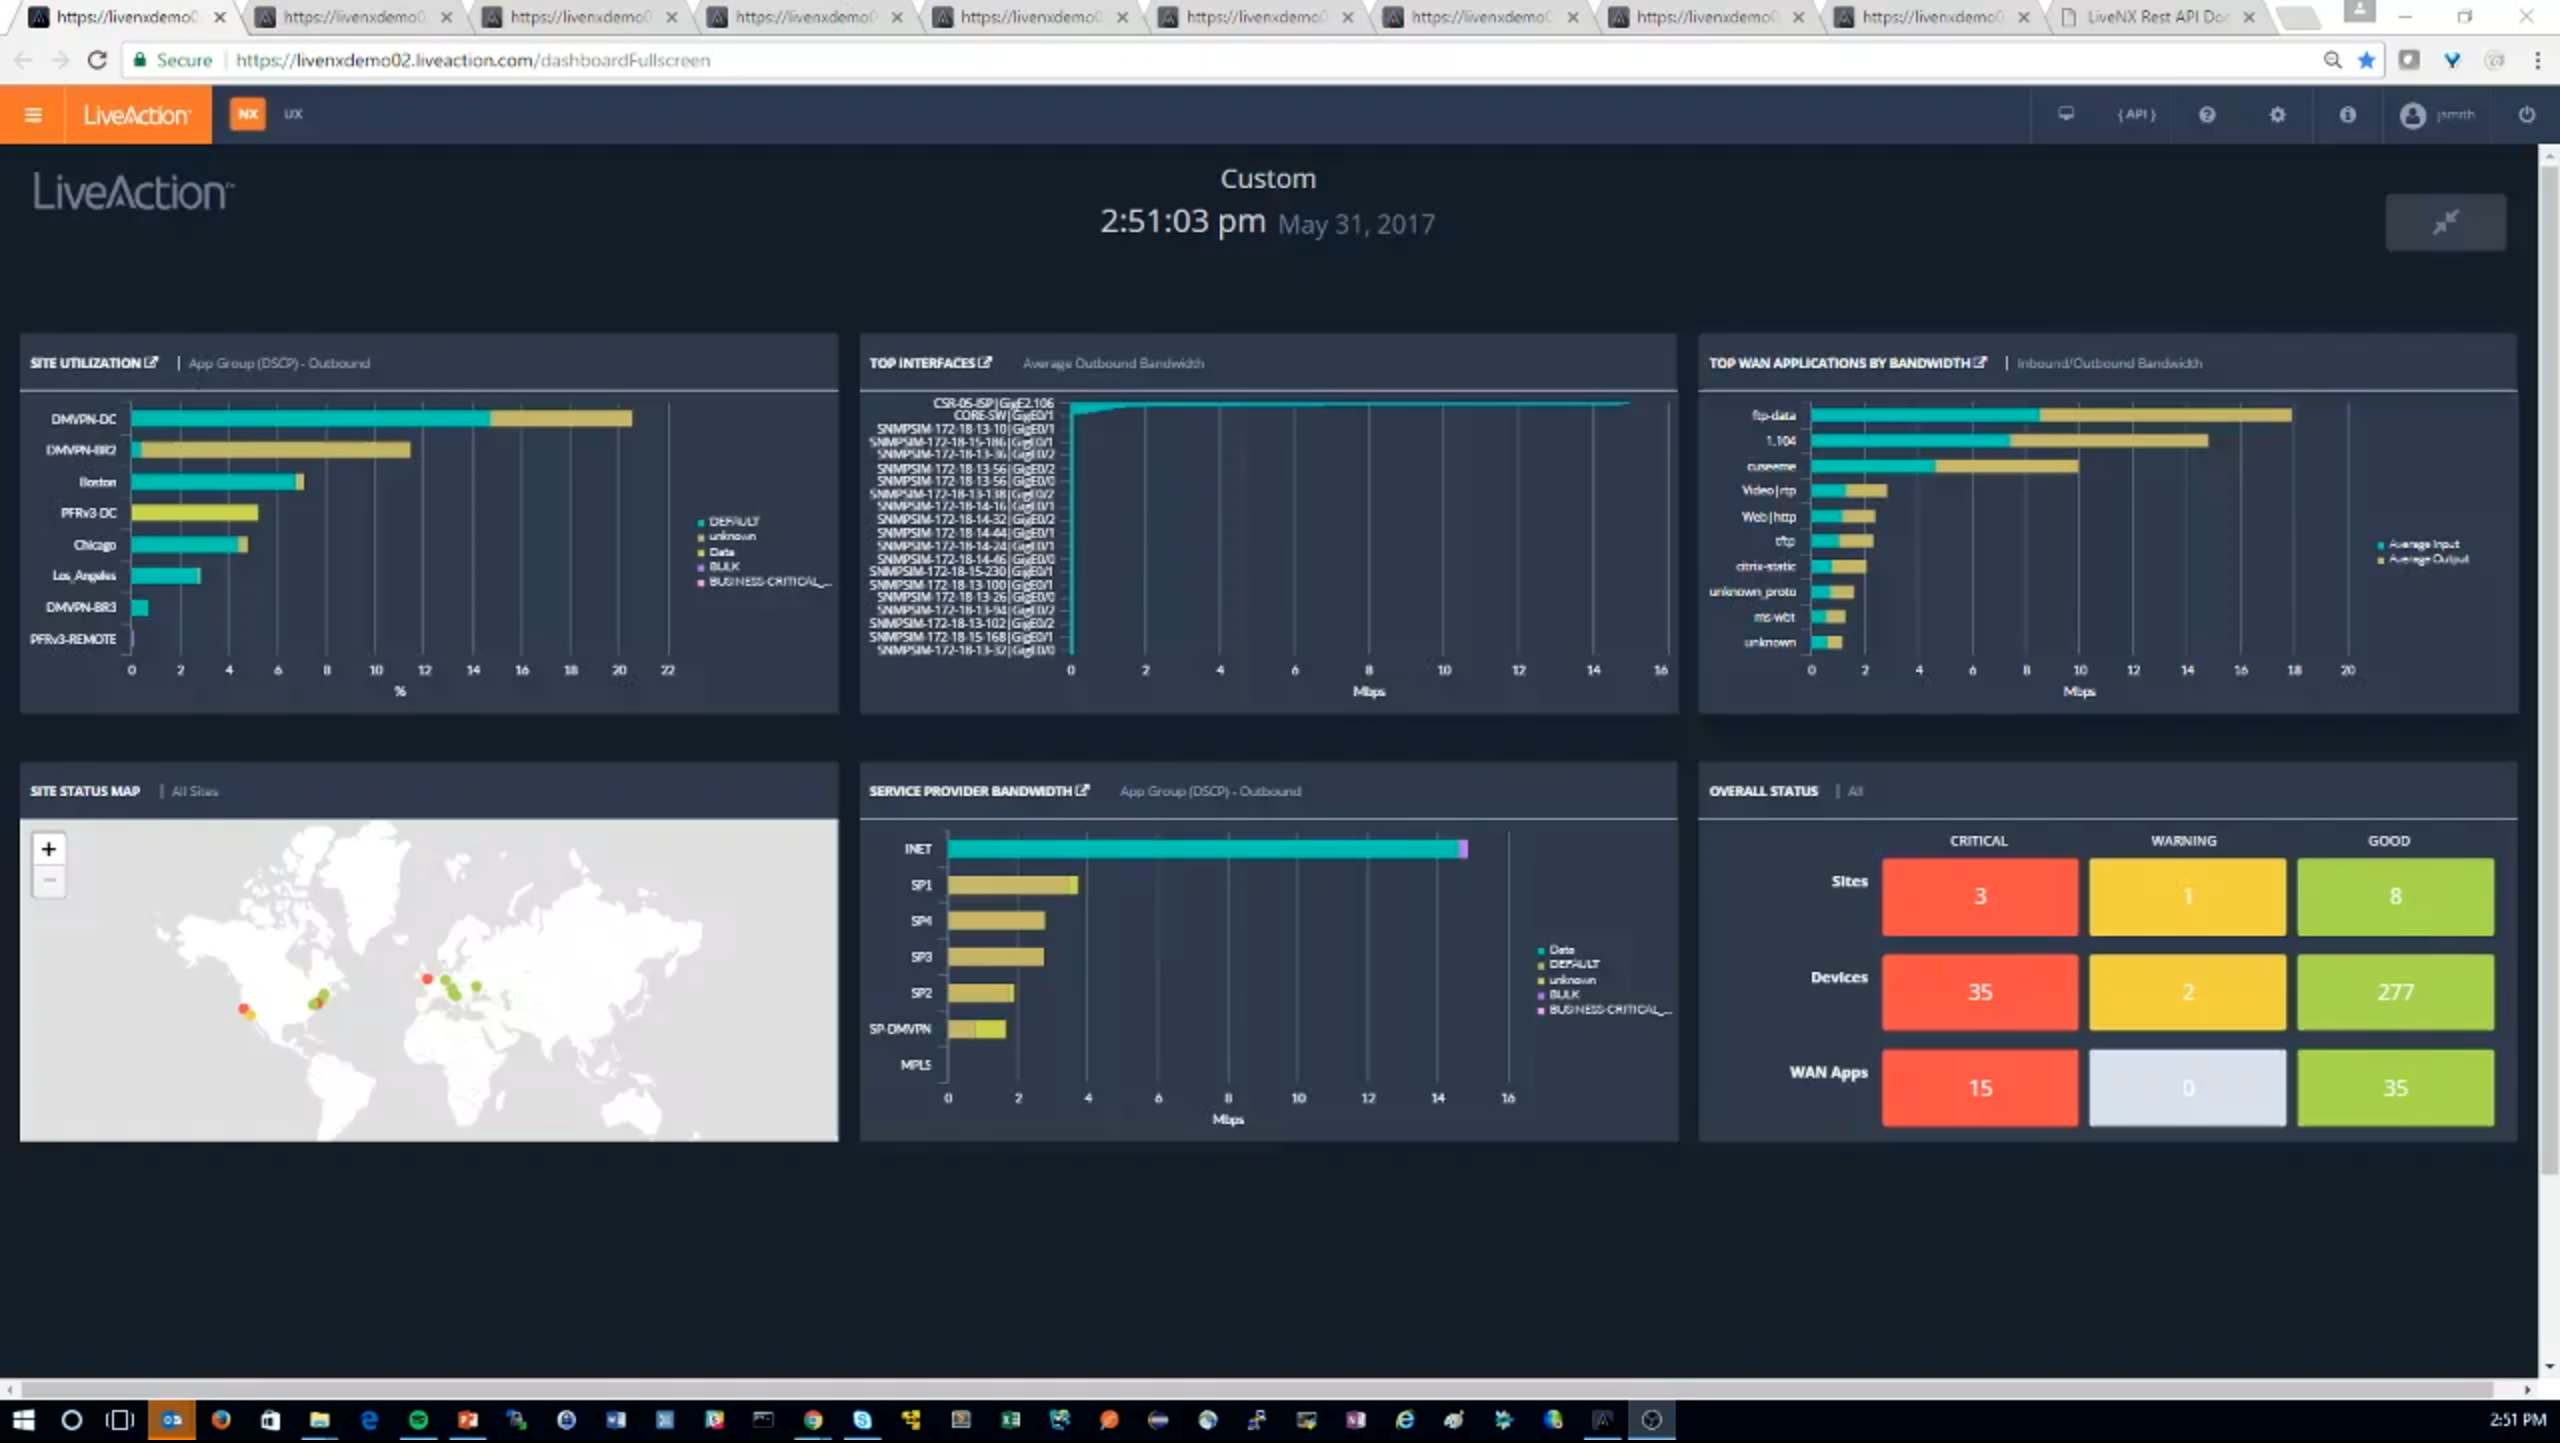 https://livenxdemo0
https://livenxdemo0
https://livenxdemo0
https://livenxdemo0
https://livenxdemo0
https://livenxdemo0
https://livenxdemo0
https://livenxdemo0
https://livenxdemo0
LiveNX Rest API Doc
Secure
https://livenxdemo02.liveaction.com/dashboardFullscreen
LiveAction
NX
UX
{ API }
jsmith
LiveAction
Custom
2:51:03 pm May 31, 2017
SITE UTILIZATION | App Group (DSCP) - Outbound
DMVPN-DC
DMVPN-BR2
Boston
PFRv3-DC
Chicago
Los_Angeles
DMVPN-BR3
PFRv3-REMOTE
0 2 4 6 8 10 12 14 16 18 20 22
%
DEFAULT
unknown
Data
BULK
BUSINESS-CRITICAL_...
TOP INTERFACES Average Outbound Bandwidth
CSR-05-ISP|GigE2.106
CORE-SW|GigE0/1
SNMPSIM-172-18-13-10|GigE0/1
SNMPSIM-172-18-15-186|GigE0/1
SNMPSIM-172-18-13-36|GigE0/2
SNMPSIM-172-18-13-56|GigE0/2
SNMPSIM-172-18-13-56|GigE0/0
SNMPSIM-172-18-13-138|GigE0/2
SNMPSIM-172-18-14-16|GigE0/1
SNMPSIM-172-18-14-32|GigE0/2
SNMPSIM-172-18-14-44|GigE0/1
SNMPSIM-172-18-14-24|GigE0/1
SNMPSIM-172-18-14-46|GigE0/0
SNMPSIM-172-18-15-230|GigE0/1
SNMPSIM-172-18-13-100|GigE0/1
SNMPSIM-172-18-13-26|GigE0/0
SNMPSIM-172-18-13-94|GigE0/2
SNMPSIM-172-18-13-102|GigE0/2
SNMPSIM-172-18-15-168|GigE0/1
SNMPSIM-172-18-13-32|GigE0/0
0 2 4 6 8 10 12 14 16
Mbps
TOP WAN APPLICATIONS BY BANDWIDTH | Inbound/Outbound Bandwidth
ftp-data
1.104
cuseeme
Video|rtp
Web|http
tftp
citrix-static
unknown_proto
ms-wbt
unknown
0 2 4 6 8 10 12 14 16 18 20
Mbps
Average Input
Average Output
SITE STATUS MAP | All Sites
+
−
SERVICE PROVIDER BANDWIDTH App Group (DSCP) - Outbound
INET
SP1
SP4
SP3
SP2
SP-DMVPN
MPLS
0 2 4 6 8 10 12 14 16
Mbps
Data
DEFAULT
unknown
BULK
BUSINESS-CRITICAL_...
OVERALL STATUS | All
CRITICAL WARNING GOOD
Sites 3 1 8
Devices 35 2 277
WAN Apps 15 0 35
2:51 PM